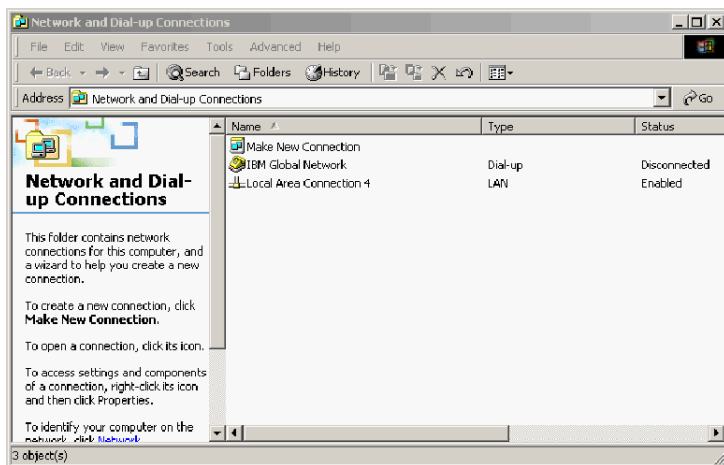 Network and Dial-up Connections
File Edit View Favorites Tools Advanced Help
Back Search Folders History
Address Network and Dial-up Connections Go
Name Type Status
Make New Connection
IBM Global Network Dial-up Disconnected
Local Area Connection 4 LAN Enabled
Network and Dial-
up Connections
This folder contains network
connections for this computer, and
a wizard to help you create a new
connection.
To create a new connection, click
Make New Connection.
To open a connection, click its icon.
To access settings and components
of a connection, right-click its icon
and then click Properties.
To identify your computer on the
network, click Network
3 object(s)